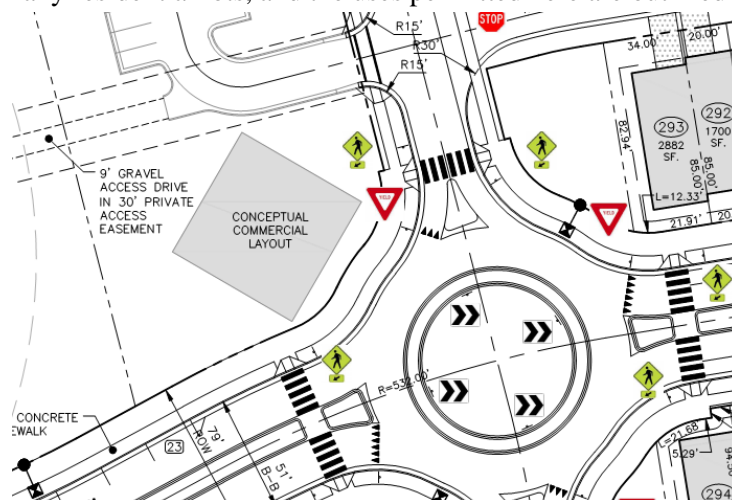 R15'
STOP
R30'
R15'
34.00'
20.00'
293
2882
SF.
292
1700
SF.
82.94'
85.00'
85.00'
L=12.33'
21.91'
20
9' GRAVEL
ACCESS DRIVE
IN 30' PRIVATE
ACCESS
EASEMENT
CONCEPTUAL
COMMERCIAL
LAYOUT
YIELD
R=532.00'
CONCRETE
EWALK
23
79'
ROW
51'
B-B
L=21.68'
5.29'
294